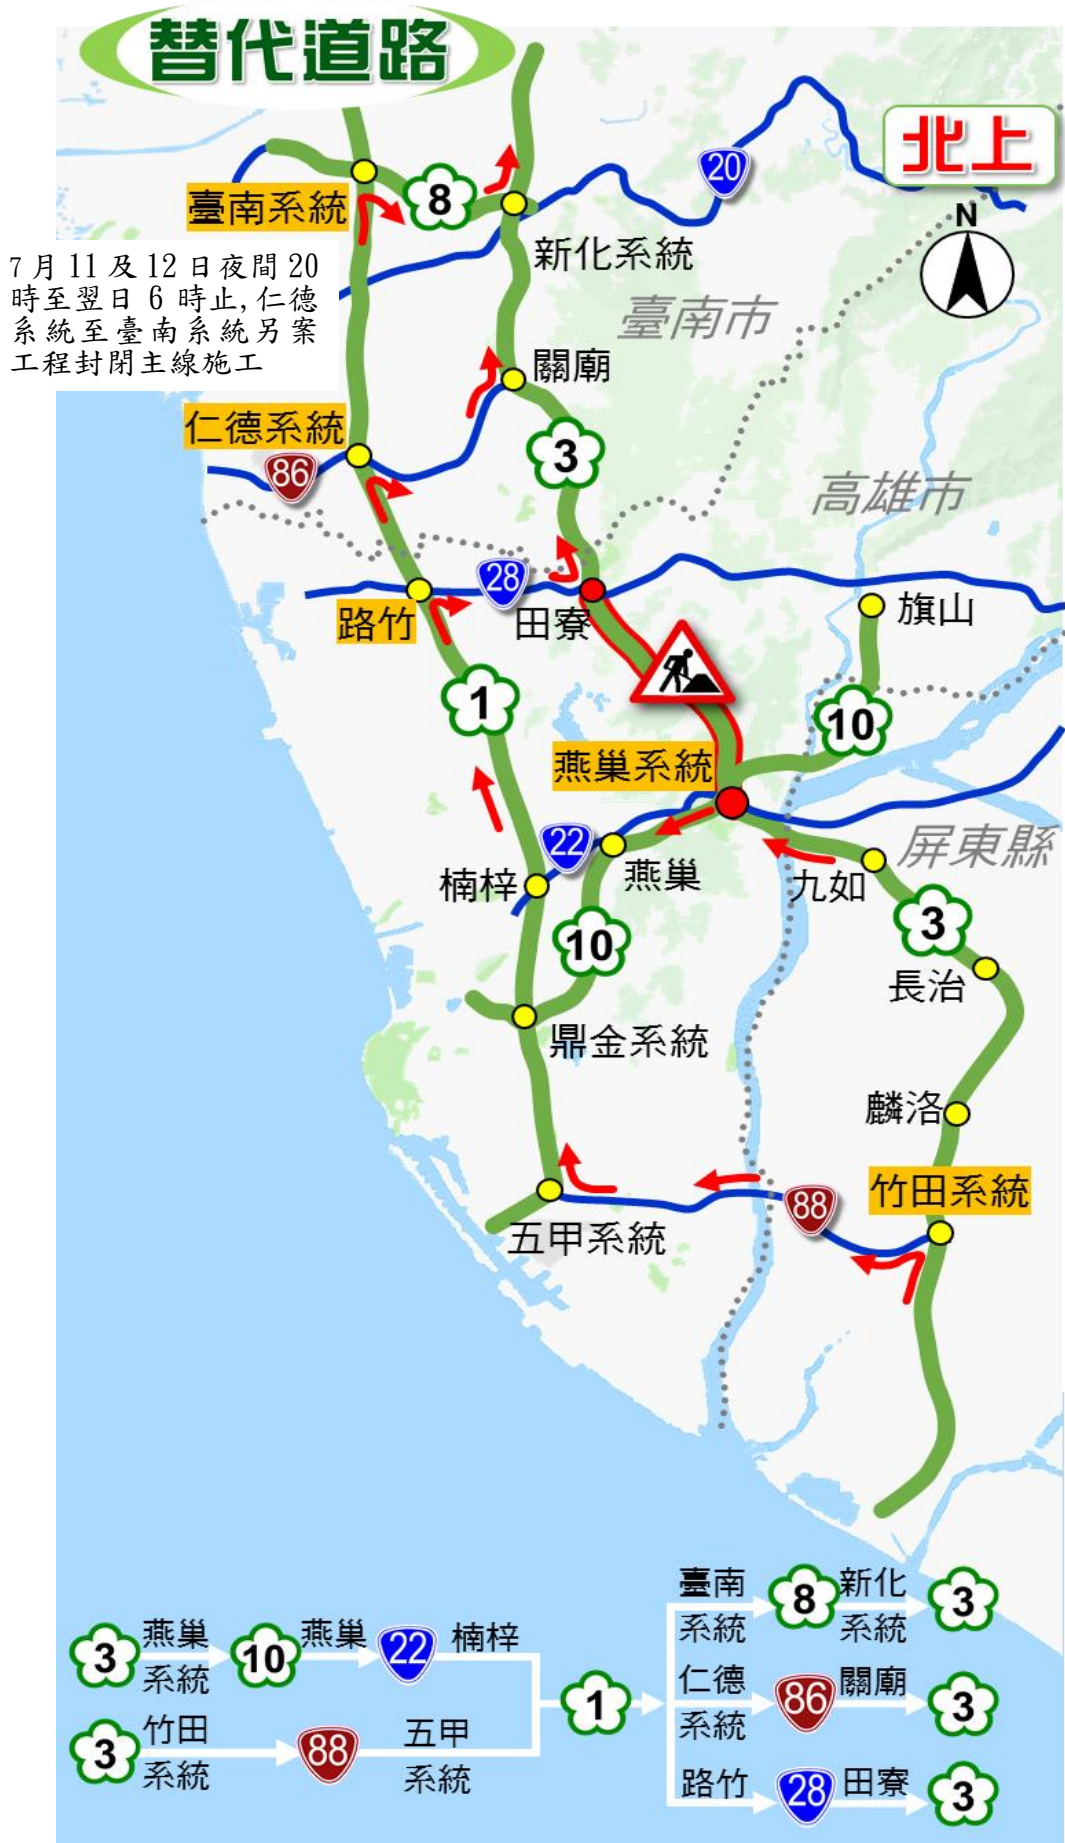 替代道路
北上
20
8
臺南系統
N
新化系統
7月11及12日夜間20
時至翌日 6 時止,仁德
系統至臺南系統另案
工程封閉主線施工
臺南市
關廟
仁德系統
3
86
高雄市
28
路竹
田寮
旗山
1
10
燕巢系統
22
屏東縣
楠梓
燕巢
九如
10
3
長治
鼎金系統
麟洛
竹田系統
88
五甲系統
臺南
系統
8
新化
系統
3
3
燕巢
系統
10
燕巢
22
楠梓
1
仁德
系統
86
關廟
3
3
竹田
系統
88
五甲
系統
路竹
28
田寮
3